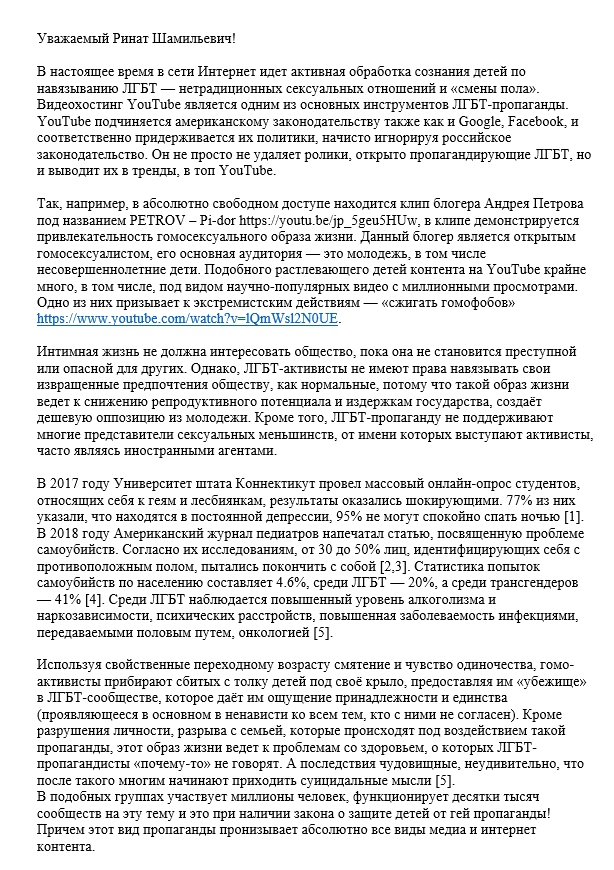 Уважаемый Ринат Шамильевич!
В настоящее время в сети Интернет идет активная обработка сознания детей по
навязыванию ЛГБТ — нетрадиционных сексуальных отношений и «смены пола».
Видеохостинг YouTube является одним из основных инструментов ЛГБТ-пропаганды.
YouTube подчиняется американскому законодательству также как и Google, Facebook, и
соответственно придерживается их политики, начисто игнорируя российское
законодательство. Он не просто не удаляет ролики, открыто пропагандирующие ЛГБТ, но
и выводит их в тренды, в топ YouTube.
Так, например, в абсолютно свободном доступе находится клип блогера Андрея Петрова
под названием PETROV – Pi-dor https://youtu.be/jp_5geu5HUw, в клипе демонстрируется
привлекательность гомосексуального образа жизни. Данный блогер является открытым
гомосексуалистом, его основная аудитория — это молодежь, в том числе
несовершеннолетние дети. Подобного растлевающего детей контента на YouTube крайне
много, в том числе, под видом научно-популярных видео с миллионными просмотрами.
Одно из них призывает к экстремистским действиям — «сжигать гомофобов»
https://www.youtube.com/watch?v=lQmWsl2N0UE.
Интимная жизнь не должна интересовать общество, пока она не становится преступной
или опасной для других. Однако, ЛГБТ-активисты не имеют права навязывать свои
извращенные предпочтения обществу, как нормальные, потому что такой образ жизни
ведет к снижению репродуктивного потенциала и издержкам государства, создаёт
дешевую оппозицию из молодежи. Кроме того, ЛГБТ-пропаганду не поддерживают
многие представители сексуальных меньшинств, от имени которых выступают активисты,
часто являясь иностранными агентами.
В 2017 году Университет штата Коннектикут провел массовый онлайн-опрос студентов,
относящих себя к геям и лесбиянкам, результаты оказались шокирующими. 77% из них
указали, что находятся в постоянной депрессии, 95% не могут спокойно спать ночью [1].
В 2018 году Американский журнал педиатров напечатал статью, посвященную проблеме
самоубийств. Согласно их исследованиям, от 30 до 50% лиц, идентифицирующих себя с
противоположным полом, пытались покончить с собой [2,3]. Статистика попыток
самоубийств по населению составляет 4.6%, среди ЛГБТ — 20%, а среди трансгендеров
— 41% [4]. Среди ЛГБТ наблюдается повышенный уровень алкоголизма и
наркозависимости, психических расстройств, повышенная заболеваемость инфекциями,
передаваемыми половым путем, онкологией [5].
Используя свойственные переходному возрасту смятение и чувство одиночества, гомо-
активисты прибирают сбитых с толку детей под своё крыло, предоставляя им «убежище»
в ЛГБТ-сообществе, которое даёт им ощущение принадлежности и единства
(проявляющееся в основном в ненависти ко всем тем, кто с ними не согласен). Кроме
разрушения личности, разрыва с семьей, которые происходят под воздействием такой
пропаганды, этот образ жизни ведет к проблемам со здоровьем, о которых ЛГБТ-
пропагандисты «почему-то» не говорят. А последствия чудовищные, неудивительно, что
после такого многим начинают приходить суицидальные мысли [5].
В подобных группах участвует миллионы человек, функционирует десятки тысяч
сообществ на эту тему и это при наличии закона о защите детей от гей пропаганды!
Причем этот вид пропаганды пронизывает абсолютно все виды медиа и интернет
контента.